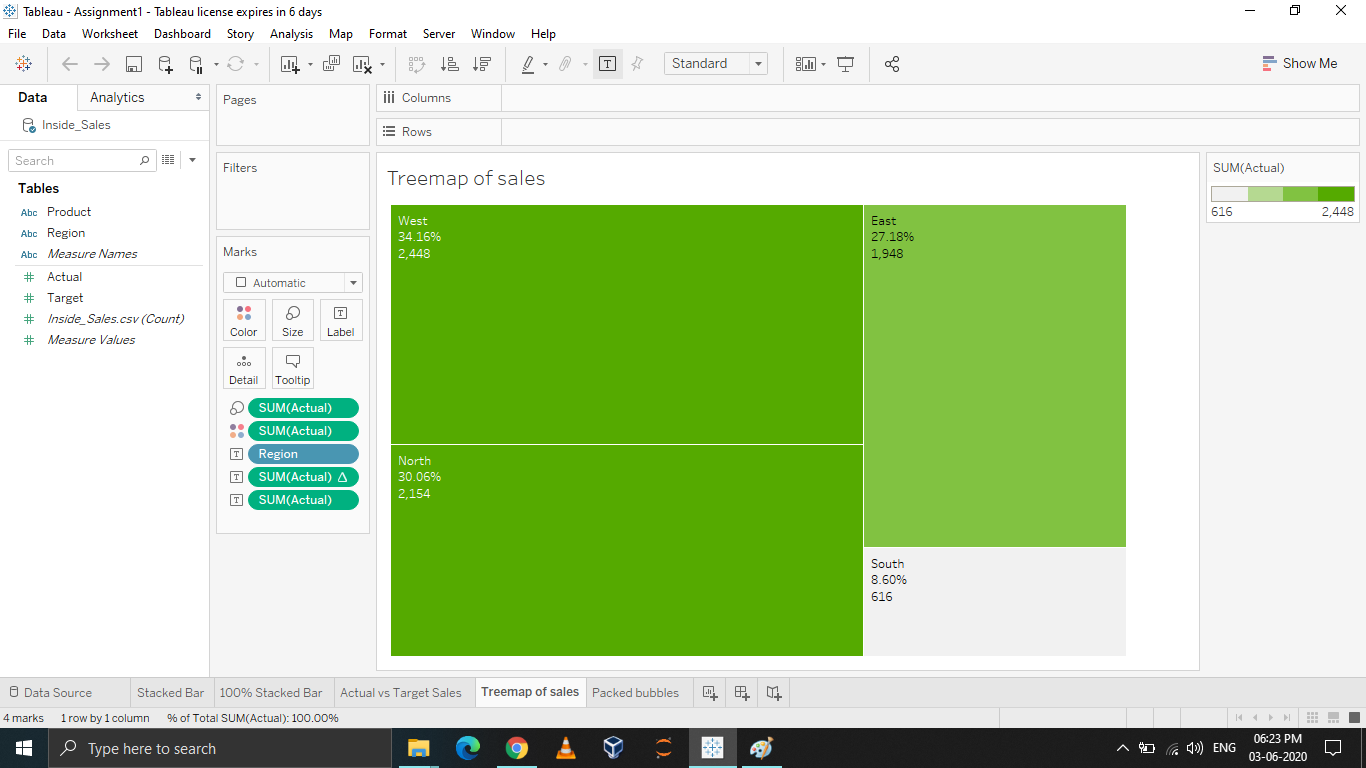 Tableau - Assignment1 - Tableau license expires in 6 days
File Data Worksheet Dashboard Story Analysis Map Format Server Window Help
Standard
Show Me
Data Analytics
Inside_Sales
Search
Tables
Abc Product
Abc Region
Abc Measure Names
# Actual
# Target
# Inside_Sales.csv (Count)
# Measure Values
Pages
Filters
Marks
Automatic
Color Size Label
Detail Tooltip
SUM(Actual)
SUM(Actual)
Region
SUM(Actual) Δ
SUM(Actual)
Columns
Rows
Treemap of sales
West
34.16%
2,448
North
30.06%
2,154
East
27.18%
1,948
South
8.60%
616
SUM(Actual)
616 2,448
Data Source Stacked Bar 100% Stacked Bar Actual vs Target Sales Treemap of sales Packed bubbles
4 marks 1 row by 1 column % of Total SUM(Actual): 100.00%
Type here to search
ENG
06:23 PM
03-06-2020